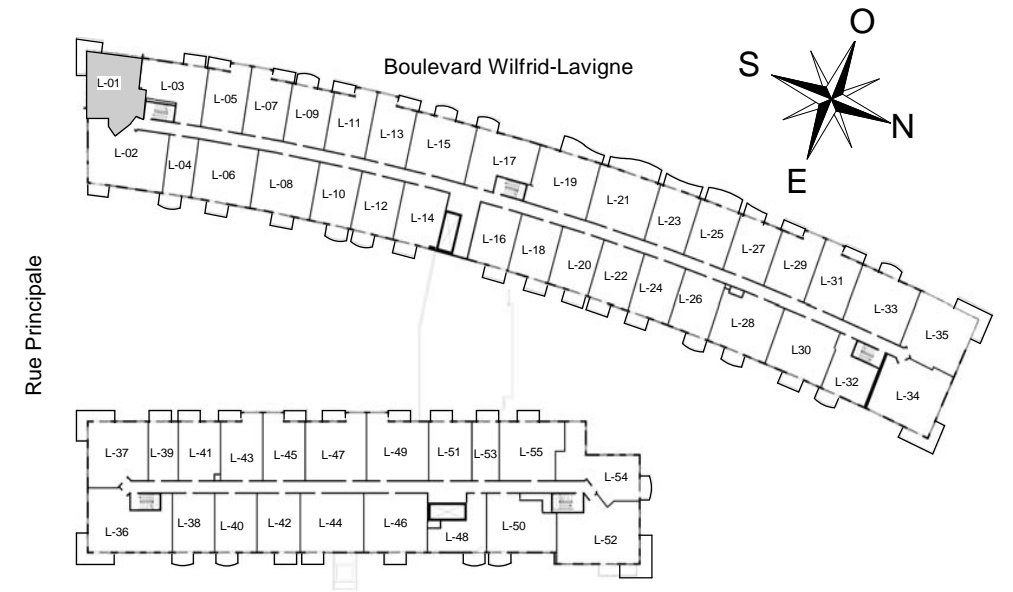 O
S
N
E
Boulevard Wilfrid-Lavigne
Rue Principale
L-01
L-03
L-05
L-07
L-09
L-11
L-13
L-15
L-17
L-19
L-21
L-23
L-25
L-27
L-29
L-31
L-33
L-35
L-02
L-04
L-06
L-08
L-10
L-12
L-14
L-16
L-18
L-20
L-22
L-24
L-26
L-28
L30
L-32
L-34
L-37
L-39
L-41
L-43
L-45
L-47
L-49
L-51
L-53
L-55
L-54
L-36
L-38
L-40
L-42
L-44
L-46
L-48
L-50
L-52